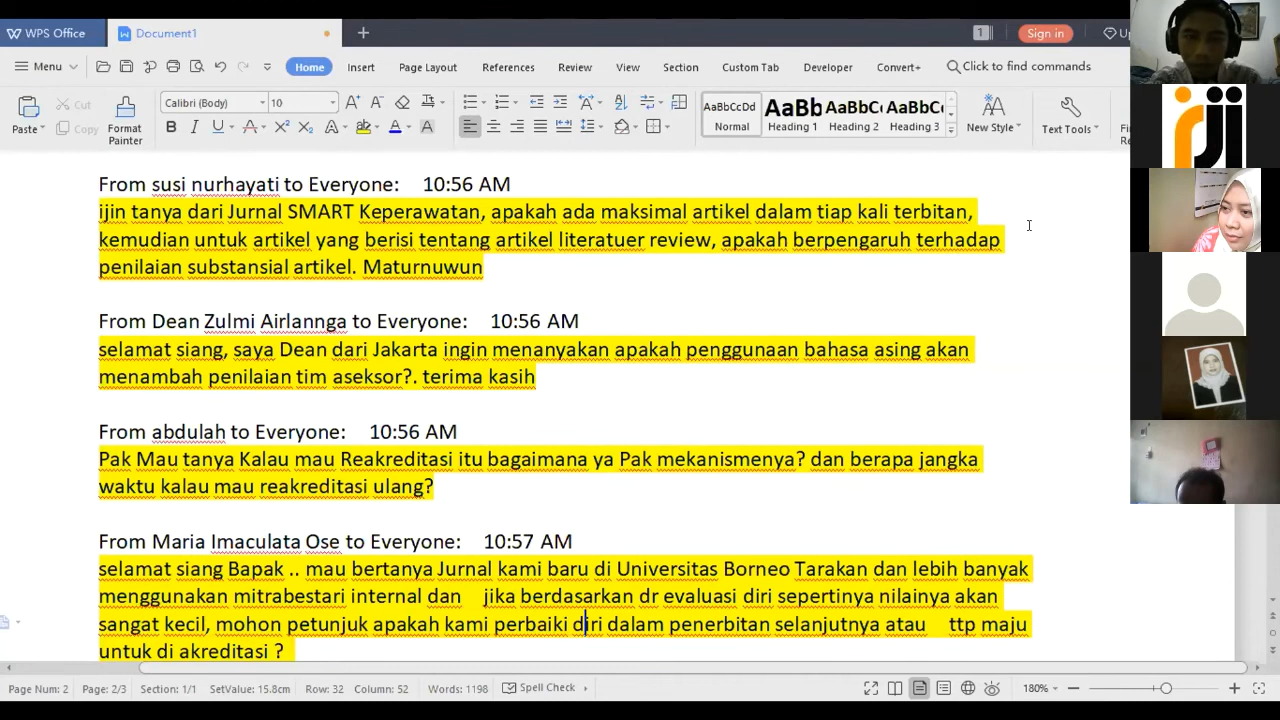 WPS Office
Document1
1
Sign in
Menu
Home
Insert
Page Layout
References
Review
View
Section
Custom Tab
Developer
Convert+
Click to find commands
Paste
Cut
Copy
Format
Painter
Calibri (Body)
10
AaBbCcDd
Normal
Heading 1
Heading 2
Heading 3
New Style
Text Tools
From susi nurhayati to Everyone: 10:56 AM
ijin tanya dari Jurnal SMART Keperawatan, apakah ada maksimal artikel dalam tiap kali terbitan,
kemudian untuk artikel yang berisi tentang artikel literatuer review, apakah berpengaruh terhadap
penilaian substansial artikel. Maturnuwun
From Dean Zulmi Airlannga to Everyone: 10:56 AM
selamat siang, saya Dean dari Jakarta ingin menanyakan apakah penggunaan bahasa asing akan
menambah penilaian tim aseksor?. terima kasih
From abdulah to Everyone: 10:56 AM
Pak Mau tanya Kalau mau Reakreditasi itu bagaimana ya Pak mekanismenya? dan berapa jangka
waktu kalau mau reakreditasi ulang?
From Maria Imaculata Ose to Everyone: 10:57 AM
selamat siang Bapak .. mau bertanya Jurnal kami baru di Universitas Borneo Tarakan dan lebih banyak
menggunakan mitrabestari internal dan jika berdasarkan dr evaluasi diri sepertinya nilainya akan
sangat kecil, mohon petunjuk apakah kami perbaiki diri dalam penerbitan selanjutnya atau ttp maju
untuk di akreditasi ?
Page Num: 2 Page: 2/3 Section: 1/1 SetValue: 15.8cm Row: 32 Column: 52 Words: 1198 Spell Check 180%